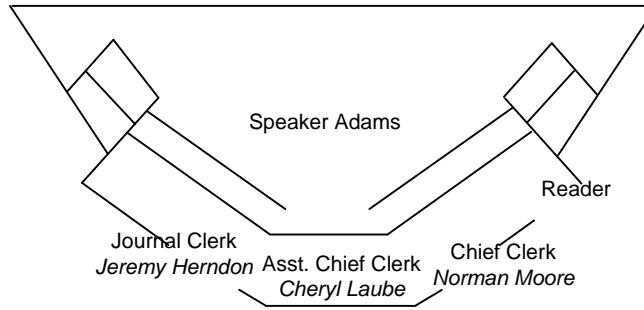 Speaker Adams
Reader
Journal Clerk
Jeremy Herndon
Asst. Chief Clerk
Cheryl Laube
Chief Clerk
Norman Moore